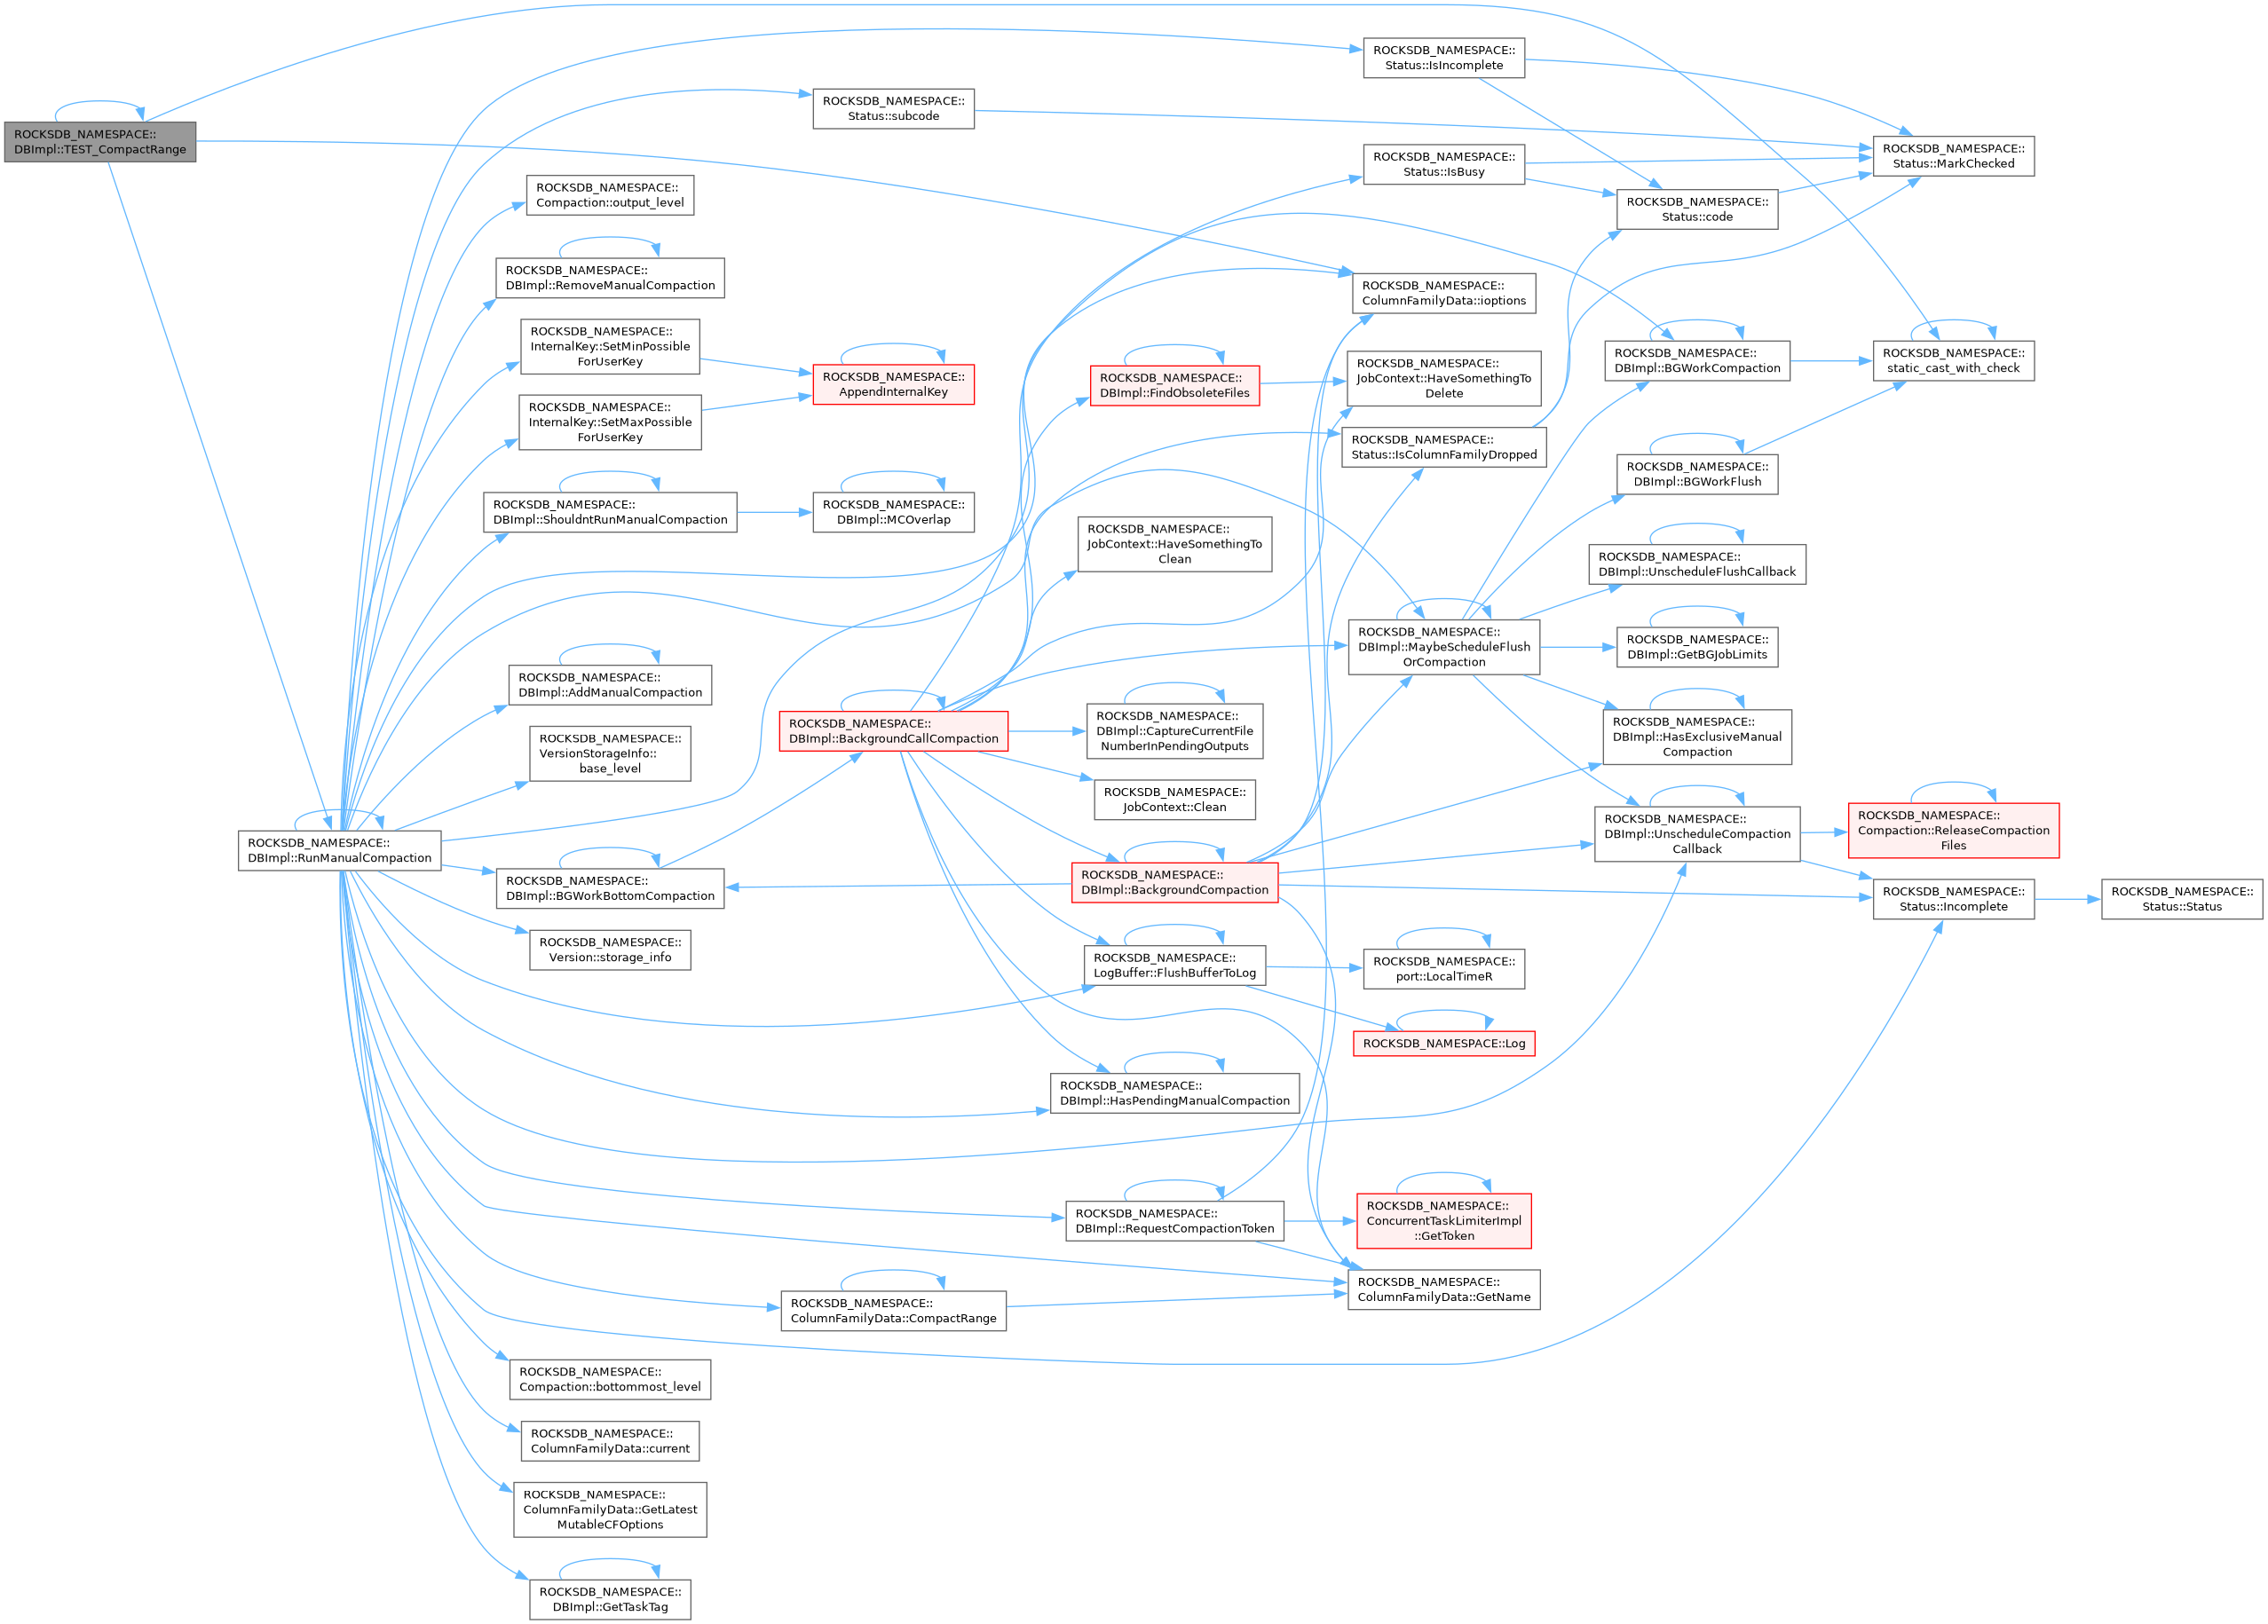 ROCKSDB_NAMESPACE::
DBImpl::TEST_CompactRange
ROCKSDB_NAMESPACE::
DBImpl::RunManualCompaction
ROCKSDB_NAMESPACE::
Compaction::output_level
ROCKSDB_NAMESPACE::
DBImpl::RemoveManualCompaction
ROCKSDB_NAMESPACE::
InternalKey::SetMinPossible
ForUserKey
ROCKSDB_NAMESPACE::
InternalKey::SetMaxPossible
ForUserKey
ROCKSDB_NAMESPACE::
DBImpl::ShouldntRunManualCompaction
ROCKSDB_NAMESPACE::
DBImpl::AddManualCompaction
ROCKSDB_NAMESPACE::
VersionStorageInfo::
base_level
ROCKSDB_NAMESPACE::
DBImpl::BGWorkBottomCompaction
ROCKSDB_NAMESPACE::
Version::storage_info
ROCKSDB_NAMESPACE::
Compaction::bottommost_level
ROCKSDB_NAMESPACE::
ColumnFamilyData::current
ROCKSDB_NAMESPACE::
ColumnFamilyData::GetLatest
MutableCFOptions
ROCKSDB_NAMESPACE::
DBImpl::GetTaskTag
ROCKSDB_NAMESPACE::
Status::subcode
ROCKSDB_NAMESPACE::
AppendInternalKey
ROCKSDB_NAMESPACE::
DBImpl::MCOverlap
ROCKSDB_NAMESPACE::
DBImpl::BackgroundCallCompaction
ROCKSDB_NAMESPACE::
ColumnFamilyData::CompactRange
ROCKSDB_NAMESPACE::
DBImpl::FindObsoleteFiles
ROCKSDB_NAMESPACE::
JobContext::HaveSomethingTo
Clean
ROCKSDB_NAMESPACE::
DBImpl::CaptureCurrentFile
NumberInPendingOutputs
ROCKSDB_NAMESPACE::
JobContext::Clean
ROCKSDB_NAMESPACE::
DBImpl::BackgroundCompaction
ROCKSDB_NAMESPACE::
LogBuffer::FlushBufferToLog
ROCKSDB_NAMESPACE::
DBImpl::HasPendingManualCompaction
ROCKSDB_NAMESPACE::
DBImpl::RequestCompactionToken
ROCKSDB_NAMESPACE::
Status::IsIncomplete
ROCKSDB_NAMESPACE::
Status::IsBusy
ROCKSDB_NAMESPACE::
ColumnFamilyData::ioptions
ROCKSDB_NAMESPACE::
JobContext::HaveSomethingTo
Delete
ROCKSDB_NAMESPACE::
Status::IsColumnFamilyDropped
ROCKSDB_NAMESPACE::
DBImpl::MaybeScheduleFlush
OrCompaction
ROCKSDB_NAMESPACE::
port::LocalTimeR
ROCKSDB_NAMESPACE::Log
ROCKSDB_NAMESPACE::
ConcurrentTaskLimiterImpl
::GetToken
ROCKSDB_NAMESPACE::
ColumnFamilyData::GetName
ROCKSDB_NAMESPACE::
Status::code
ROCKSDB_NAMESPACE::
DBImpl::BGWorkCompaction
ROCKSDB_NAMESPACE::
DBImpl::BGWorkFlush
ROCKSDB_NAMESPACE::
DBImpl::UnscheduleFlushCallback
ROCKSDB_NAMESPACE::
DBImpl::GetBGJobLimits
ROCKSDB_NAMESPACE::
DBImpl::HasExclusiveManual
Compaction
ROCKSDB_NAMESPACE::
DBImpl::UnscheduleCompaction
Callback
ROCKSDB_NAMESPACE::
Status::MarkChecked
ROCKSDB_NAMESPACE::
static_cast_with_check
ROCKSDB_NAMESPACE::
Compaction::ReleaseCompaction
Files
ROCKSDB_NAMESPACE::
Status::Incomplete
ROCKSDB_NAMESPACE::
Status::Status